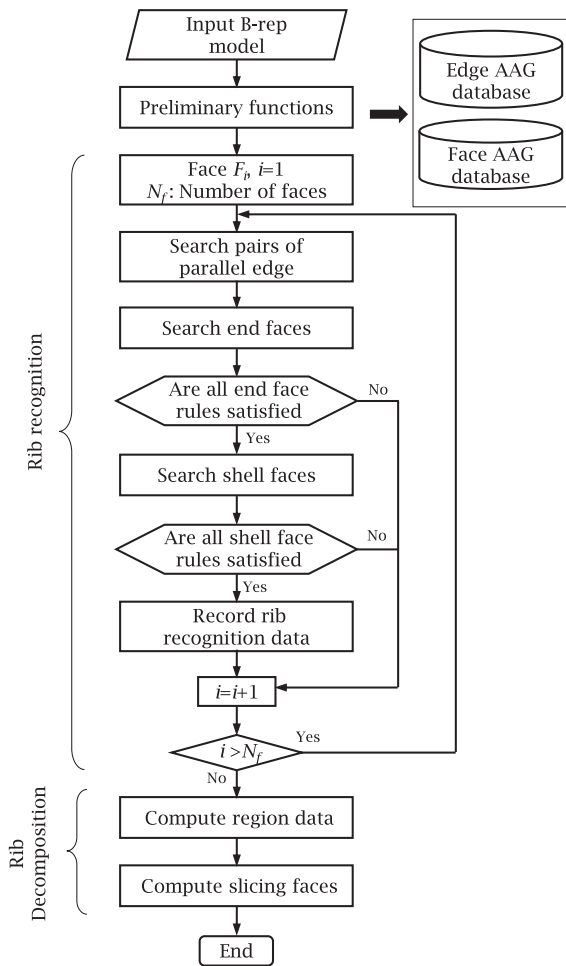 Input B-rep
model
Preliminary functions
Edge AAG
database
Face AAG
database
Face Fi, i=1
Nf: Number of faces
Search pairs of
parallel edge
Search end faces
Are all end face
rules satisfied
No
Yes
Search shell faces
Are all shell face
rules satisfied
No
Yes
Record rib
recognition data
i=i+1
i >Nf
Yes
No
Rib recognition
Compute region data
Compute slicing faces
Rib
Decomposition
End